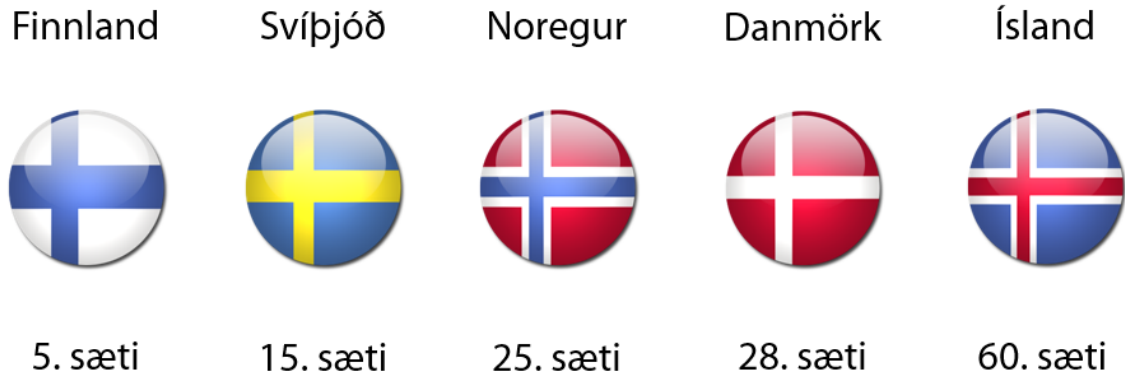 Finnland Svíþjóð Noregur Danmörk Ísland
5. sæti 15. sæti 25. sæti 28. sæti 60. sæti